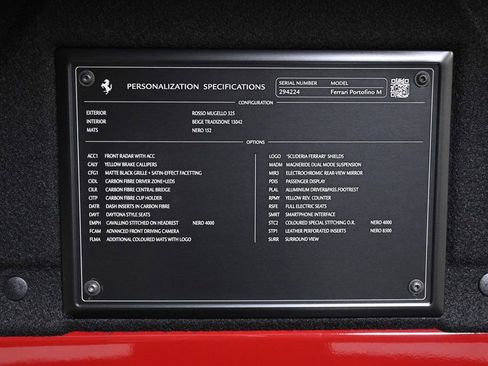 PERSONALIZATION SPECIFICATIONS
SERIAL NUMBER MODEL
294224 Ferrari Portofino M
CONFIGURATION
EXTERIOR ROSSO MUGELLO 325
INTERIOR BEIGE TRADIZIONE 13042
MATS NERO 152
OPTIONS
ACC1 FRONT RADAR WITH ACC
CALY YELLOW BRAKE CALLIPERS
CFG1 MATTE BLACK GRILLE + SATIN-EFFECT FACETTING
CIDL CARBON FIBRE DRIVER ZONE+LEDS
CILR CARBON FIBRE CENTRAL BRIDGE
CITP CARBON FIBRE CUP HOLDER
DATR DASH INSERTS IN CARBON FIBRE
DAYT DAYTONA STYLE SEATS
EMPH CAVALLINO STITCHED ON HEADREST NERO 4000
FCAM ADVANCED FRONT DRIVING CAMERA
FLMA ADDITIONAL COLOURED MATS WITH LOGO
LOGO "SCUDERIA FERRARI" SHIELDS
MADM MAGNERIDE DUAL MODE SUSPENSION
MIR3 ELECTROCHROMIC REAR-VIEW MIRROR
PDIS PASSENGER DISPLAY
PLAL ALUMINIUM DRIVER&PASS.FOOTREST
RPMY YELLOW REV. COUNTER
RSFE FULL ELECTRIC SEATS
SMRT SMARTPHONE INTERFACE
STC2 COLOURED SPECIAL STITCHING O.R. NERO 4000
STP1 LEATHER PERFORATED INSERTS NERO 8500
SURR SURROUND VIEW